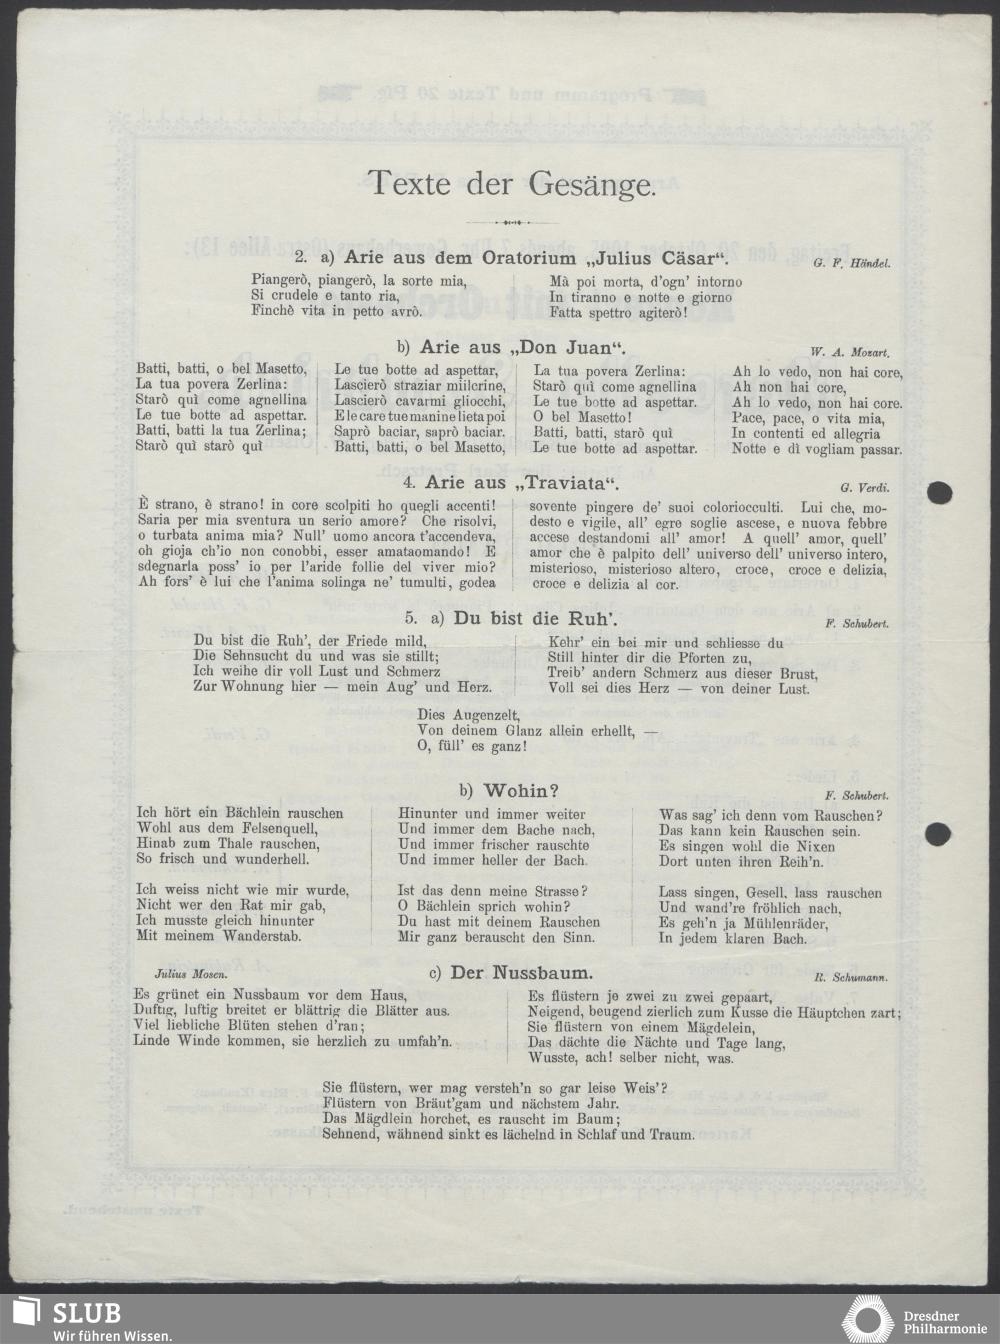 Texte der Gesänge.
2. a) Arie aus dem Oratorium „Julius Cäsar“.
G. F. Händel.
Piangerò, piangerò, la sorte mia,
Si crudele e tanto ria,
Finchè vita in petto avrò.
Mà poi morta, d'ogn' intorno
In tiranno e notte e giorno
Fatta spettro agiterò!
b) Arie aus „Don Juan“.
W. A. Mozart.
Batti, batti, o bel Masetto,
La tua povera Zerlina:
Starò quì come agnellina
Le tue botte ad aspettar.
Batti, batti la tua Zerlina;
Starò quì starò quì
Le tue botte ad aspettar,
Lascierò straziar miilcrine,
Lascierò cavarmi gliocchi,
E le care tue manine lieta poi
Saprò baciar, saprò baciar.
Batti, batti, o bel Masetto,
La tua povera Zerlina:
Starò quì come agnellina
Le tue botte ad aspettar.
O bel Masetto!
Batti, batti, starò quì
Le tue botte ad aspettar.
Ah lo vedo, non hai core,
Ah non hai core,
Ah lo vedo, non hai core.
Pace, pace, o vita mia,
In contenti ed allegria
Notte e dì vogliam passar.
4. Arie aus „Traviata“.
G. Verdi.
È strano, è strano! in core scolpiti ho quegli accenti!
Saria per mia sventura un serio amore? Che risolvi,
o turbata anima mia? Null' uomo ancora t'accendeva,
oh gioja ch'io non conobbi, esser amataomando! E
sdegnarla poss' io per l'aride follie del viver mio?
Ah fors' è lui che l'anima solinga ne' tumulti, godea
sovente pingere de' suoi coloriocculti. Lui che, mo-
desto e vigile, all' egre soglie ascese, e nuova febbre
accese destandomi all' amor! A quell' amor, quell'
amor che è palpito dell' universo dell' universo intero,
misterioso, misterioso altero, croce, croce e delizia,
croce e delizia al cor.
5. a) Du bist die Ruh'.
F. Schubert.
Du bist die Ruh', der Friede mild,
Die Sehnsucht du und was sie stillt;
Ich weihe dir voll Lust und Schmerz
Zur Wohnung hier — mein Aug' und Herz.
Kehr' ein bei mir und schliesse du
Still hinter dir die Pforten zu,
Treib' andern Schmerz aus dieser Brust,
Voll sei dies Herz — von deiner Lust.
Dies Augenzelt,
Von deinem Glanz allein erhellt, —
O, füll' es ganz!
b) Wohin?
F. Schubert.
Ich hört ein Bächlein rauschen
Wohl aus dem Felsenquell,
Hinab zum Thale rauschen,
So frisch und wunderhell.
Ich weiss nicht wie mir wurde,
Nicht wer den Rat mir gab,
Ich musste gleich hinunter
Mit meinem Wanderstab.
Hinunter und immer weiter
Und immer dem Bache nach,
Und immer frischer rauschte
Und immer heller der Bach.
Ist das denn meine Strasse?
O Bächlein sprich wohin?
Du hast mit deinem Rauschen
Mir ganz berauscht den Sinn.
Was sag' ich denn vom Rauschen?
Das kann kein Rauschen sein.
Es singen wohl die Nixen
Dort unten ihren Reih'n.
Lass singen, Gesell, lass rauschen
Und wand're fröhlich nach,
Es geh'n ja Mühlenräder,
In jedem klaren Bach.
Julius Mosen.
c) Der Nussbaum.
R. Schumann.
Es grünet ein Nussbaum vor dem Haus,
Duftig, luftig breitet er blättrig die Blätter aus.
Viel liebliche Blüten stehen d'ran;
Linde Winde kommen, sie herzlich zu umfah'n.
Es flüstern je zwei zu zwei gepaart,
Neigend, beugend zierlich zum Kusse die Häuptchen zart;
Sie flüstern von einem Mägdelein,
Das dächte die Nächte und Tage lang,
Wusste, ach! selber nicht, was.
Sie flüstern, wer mag versteh'n so gar leise Weis'?
Flüstern von Bräut'gam und nächstem Jahr.
Das Mägdlein horchet, es rauscht im Baum;
Sehnend, wähnend sinkt es lächelnd in Schlaf und Traum.
SLUB
Wir führen Wissen.
Dresdner
Philharmonie